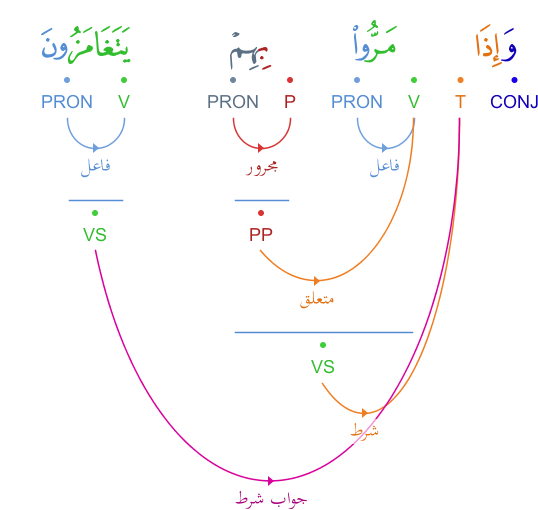 وَإِذَا مَرُّوا۟ بِهِمْ يَتَغَامَزُونَ
CONJ T V PRON P PRON V PRON
فاعل مجرور فاعل
VS PP
متعلق
VS
شرط
جواب شرط